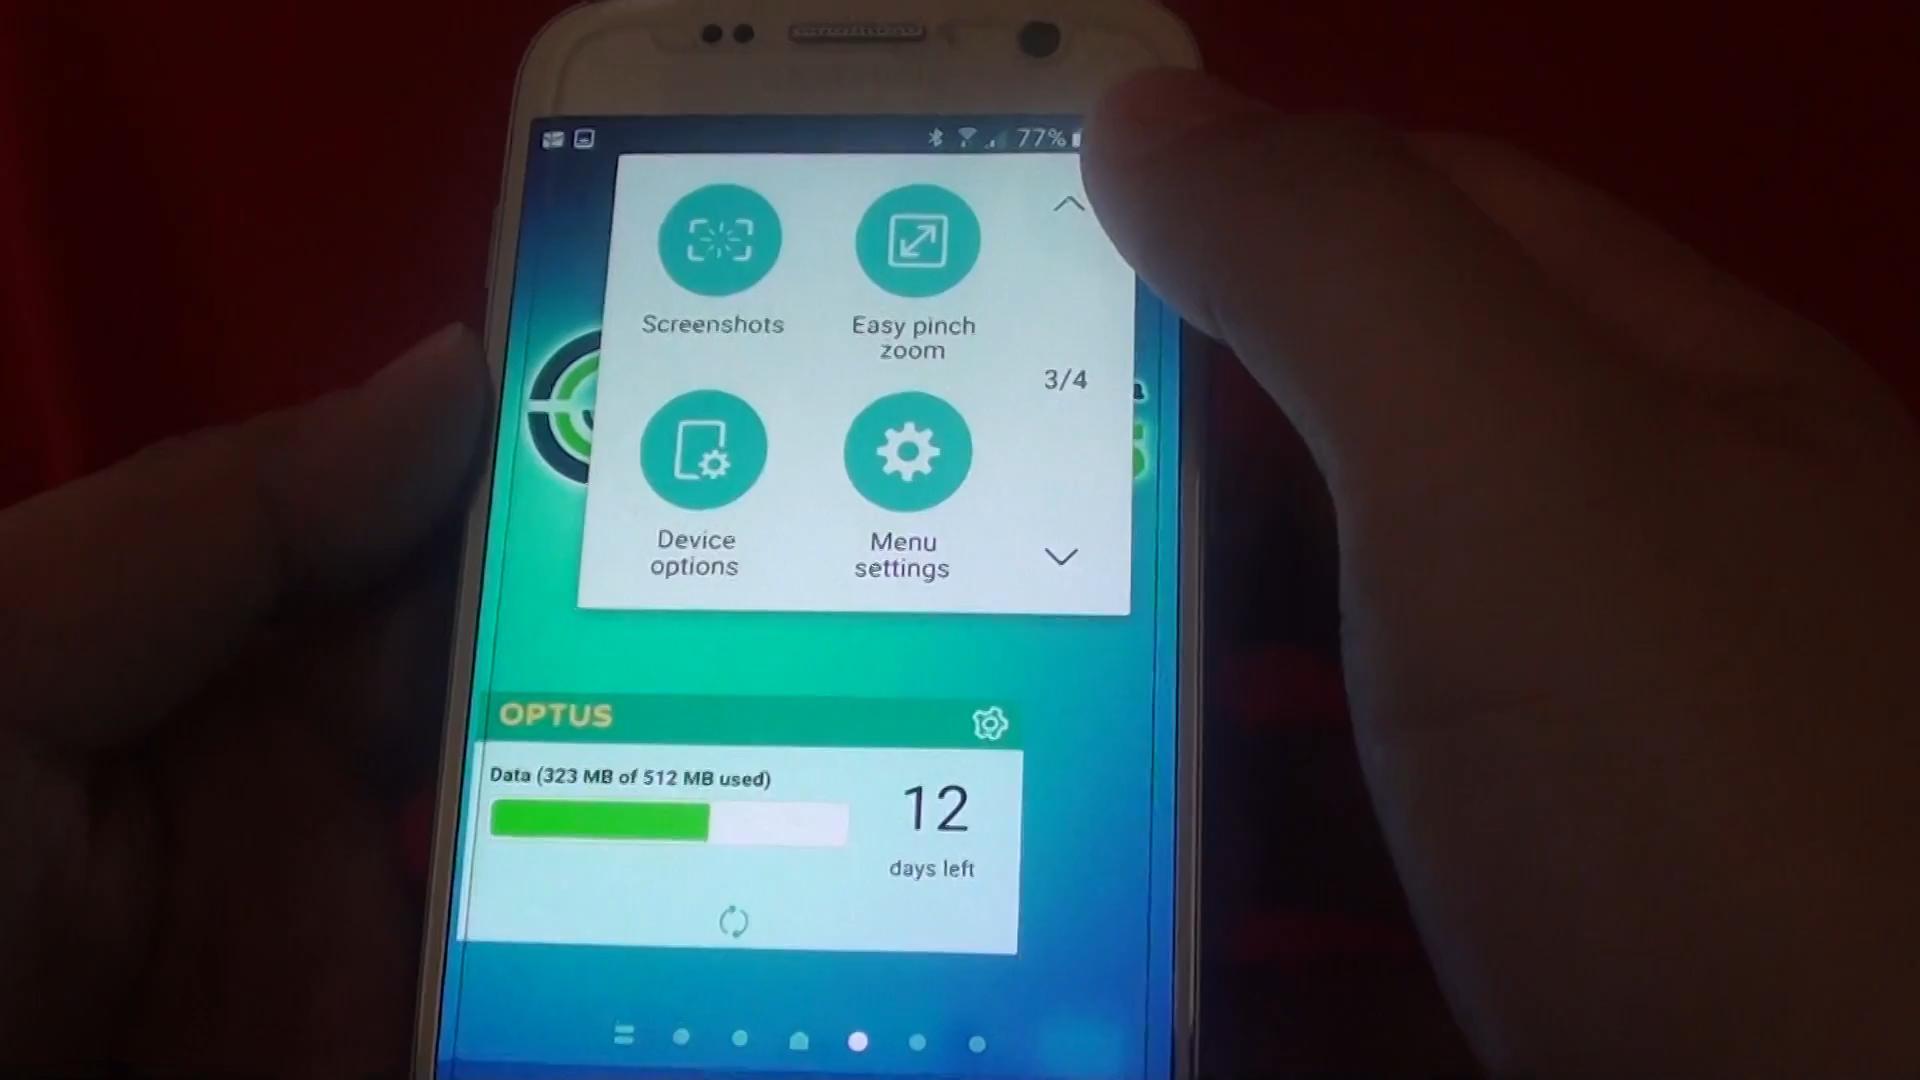 77%
Screenshots
Easy pinch
zoom
3/4
Device
options
Menu
settings
OPTUS
Data (323 MB of 512 MB used)
12
days left